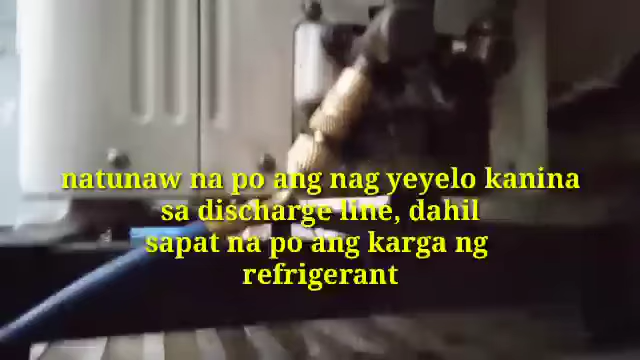 natunaw na po ang nag yeyelo kanina
sa discharge line, dahil
sapat na po ang karga ng
refrigerant